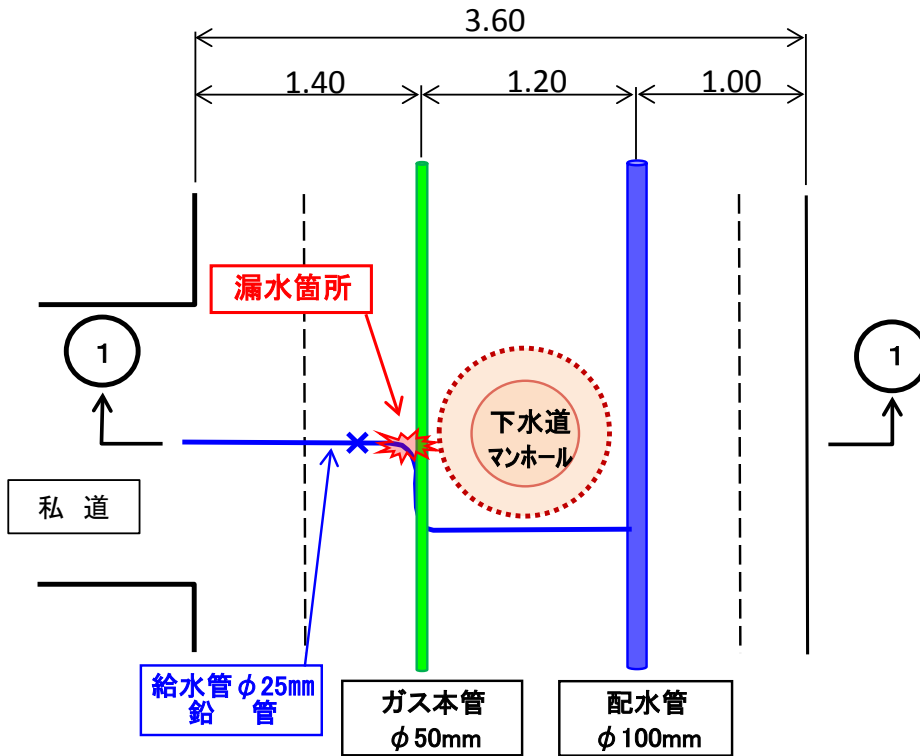 3.60
1.40
1.20
1.00
漏水箇所
1
1
下水道
マンホール
私 道
給水管φ25mm
鉛 管
ガス本管
φ50mm
配水管
φ100mm